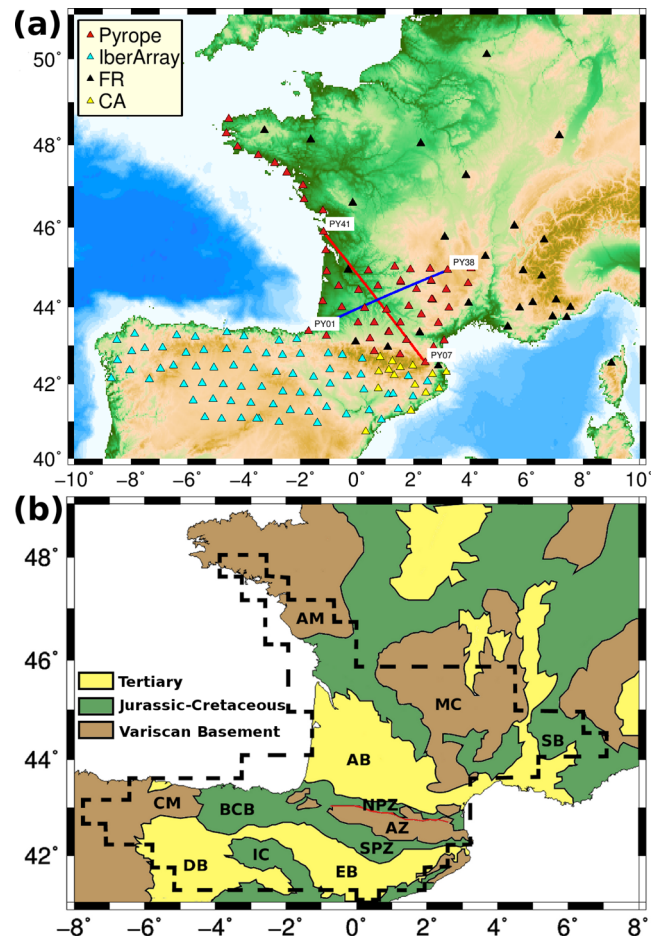 (a)
Pyrope
IberArray
FR
CA
50°
48°
46°
44°
42°
40°
PY41
PY38
PY01
PY07
−10° −8° −6° −4° −2° 0° 2° 4° 6° 8° 10°
(b)
48°
46°
44°
42°
Tertiary
Jurassic-Cretaceous
Variscan Basement
AM
MC
SB
AB
NPZ
CM
BCB
AZ
SPZ
IC
DB
EB
−8° −6° −4° −2° 0° 2° 4° 6° 8°